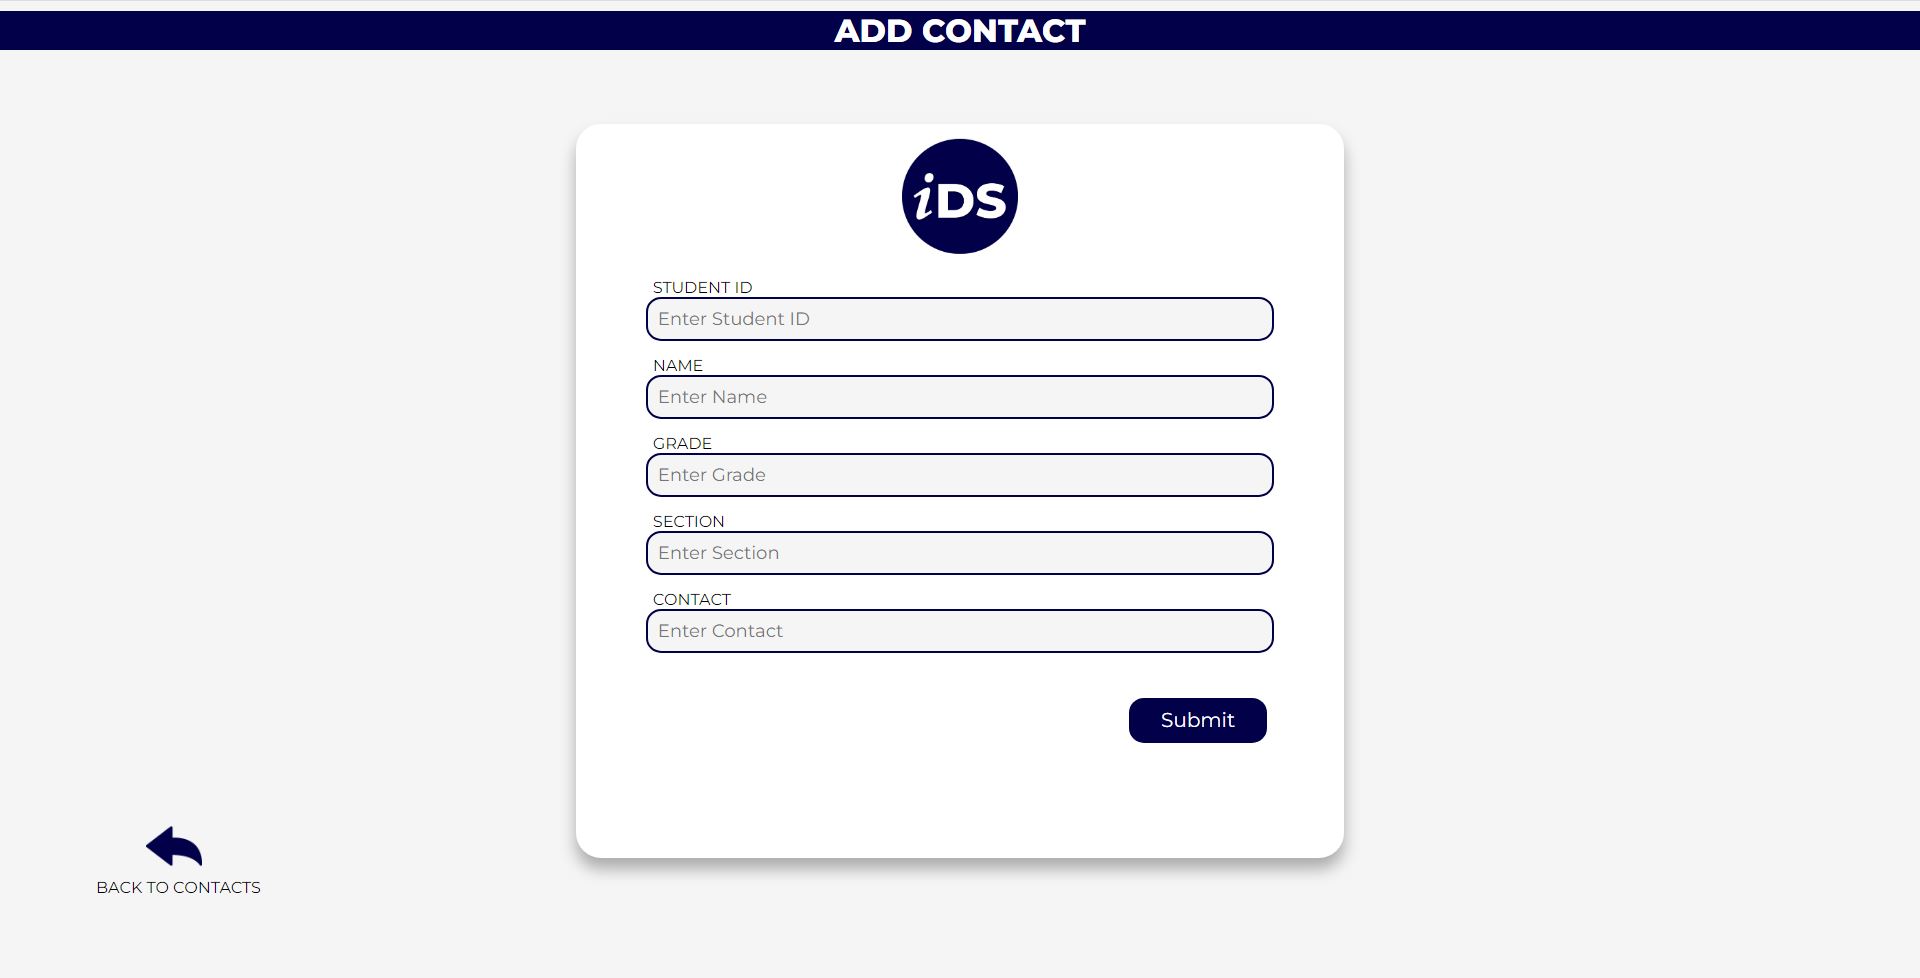 ADD CONTACT
iDS
STUDENT ID
Enter Student ID
NAME
Enter Name
GRADE
Enter Grade
SECTION
Enter Section
CONTACT
Enter Contact
Submit
BACK TO CONTACTS